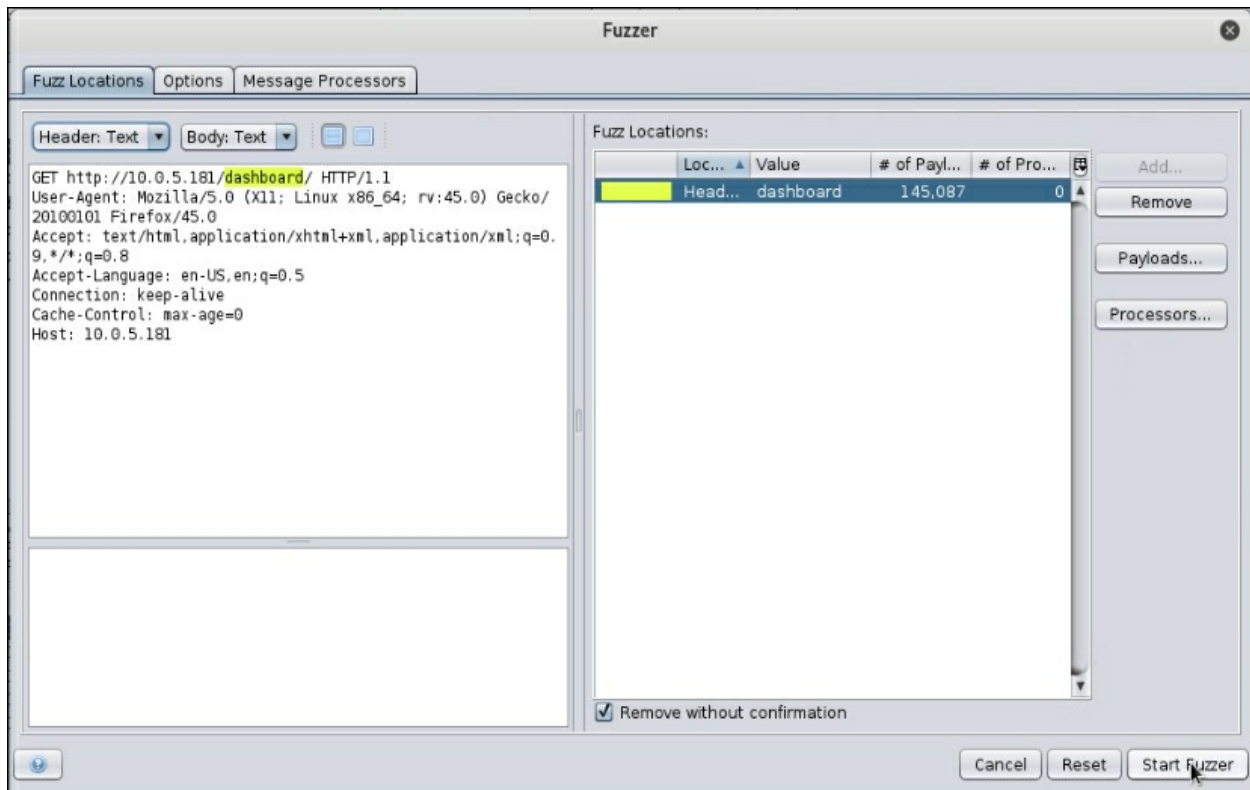 Fuzzer
Fuzz Locations Options Message Processors
Header: Text Body: Text
GET http://10.0.5.181/dashboard/ HTTP/1.1
User-Agent: Mozilla/5.0 (X11; Linux x86_64; rv:45.0) Gecko/
20100101 Firefox/45.0
Accept: text/html,application/xhtml+xml,application/xml;q=0.
9,*/*;q=0.8
Accept-Language: en-US,en;q=0.5
Connection: keep-alive
Cache-Control: max-age=0
Host: 10.0.5.181
Fuzz Locations:
Loc... Value # of Payl... # of Pro...
Head... dashboard 145,087 0
Add...
Remove
Payloads...
Processors...
Remove without confirmation
Cancel Reset Start Fuzzer